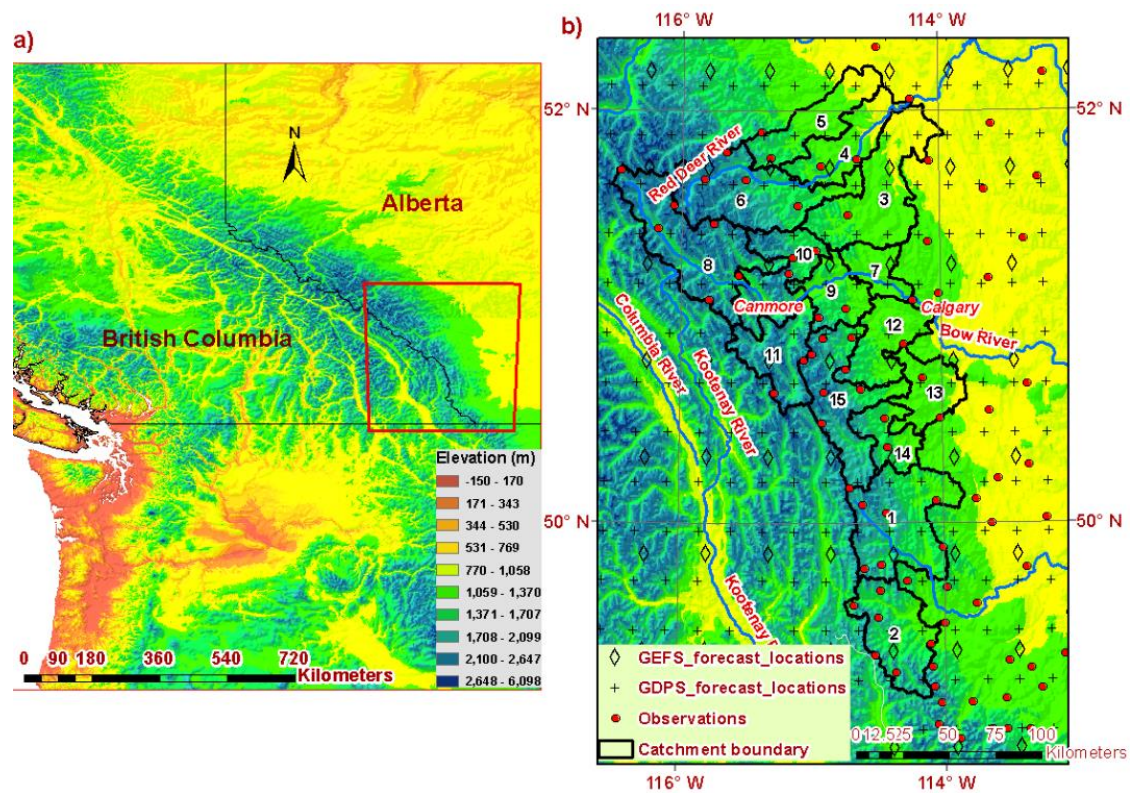 a)
N
Alberta
British Columbia
Elevation (m)
-150 - 170
171 - 343
344 - 530
531 - 769
770 - 1,058
1,059 - 1,370
1,371 - 1,707
1,708 - 2,099
2,100 - 2,647
2,648 - 6,098
0 90 180 360 540 720
Kilometers
b)
116° W 114° W
52° N
50° N
Red Deer River
5
4
3
6
10
8
7
9
Canmore
Calgary
Bow River
12
Columbia River
Kootenay River
11
13
15
14
1
Kootenay
2
GEFS_forecast_locations
GDPS_forecast_locations
Observations
Catchment boundary
0 12.525 50 75 100
Kilometers
116° W 114° W